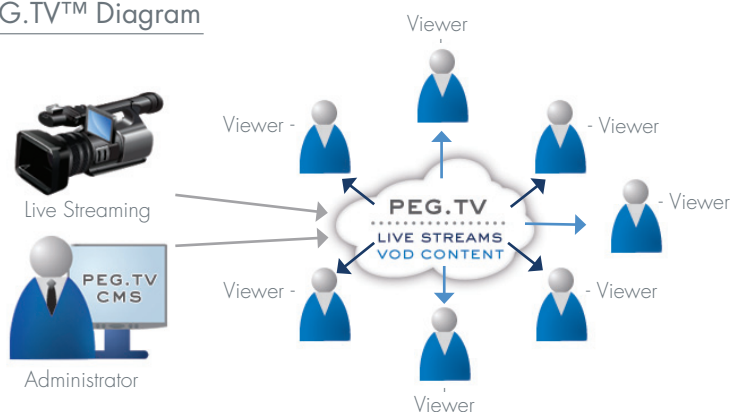 G.TV™ Diagram
Viewer
Viewer -
- Viewer
Live Streaming
PEG.TV
LIVE STREAMS
VOD CONTENT
- Viewer
PEG.TV
CMS
Viewer -
- Viewer
Administrator
Viewer